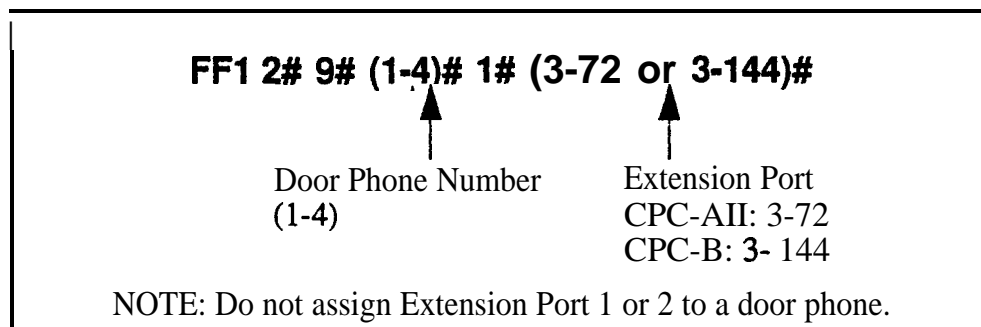 FF1 2# 9# (1-4)# 1# (3-72 or 3-144)#
Door Phone Number
(1-4)
Extension Port
CPC-AII: 3-72
CPC-B: 3- 144
NOTE: Do not assign Extension Port 1 or 2 to a door phone.